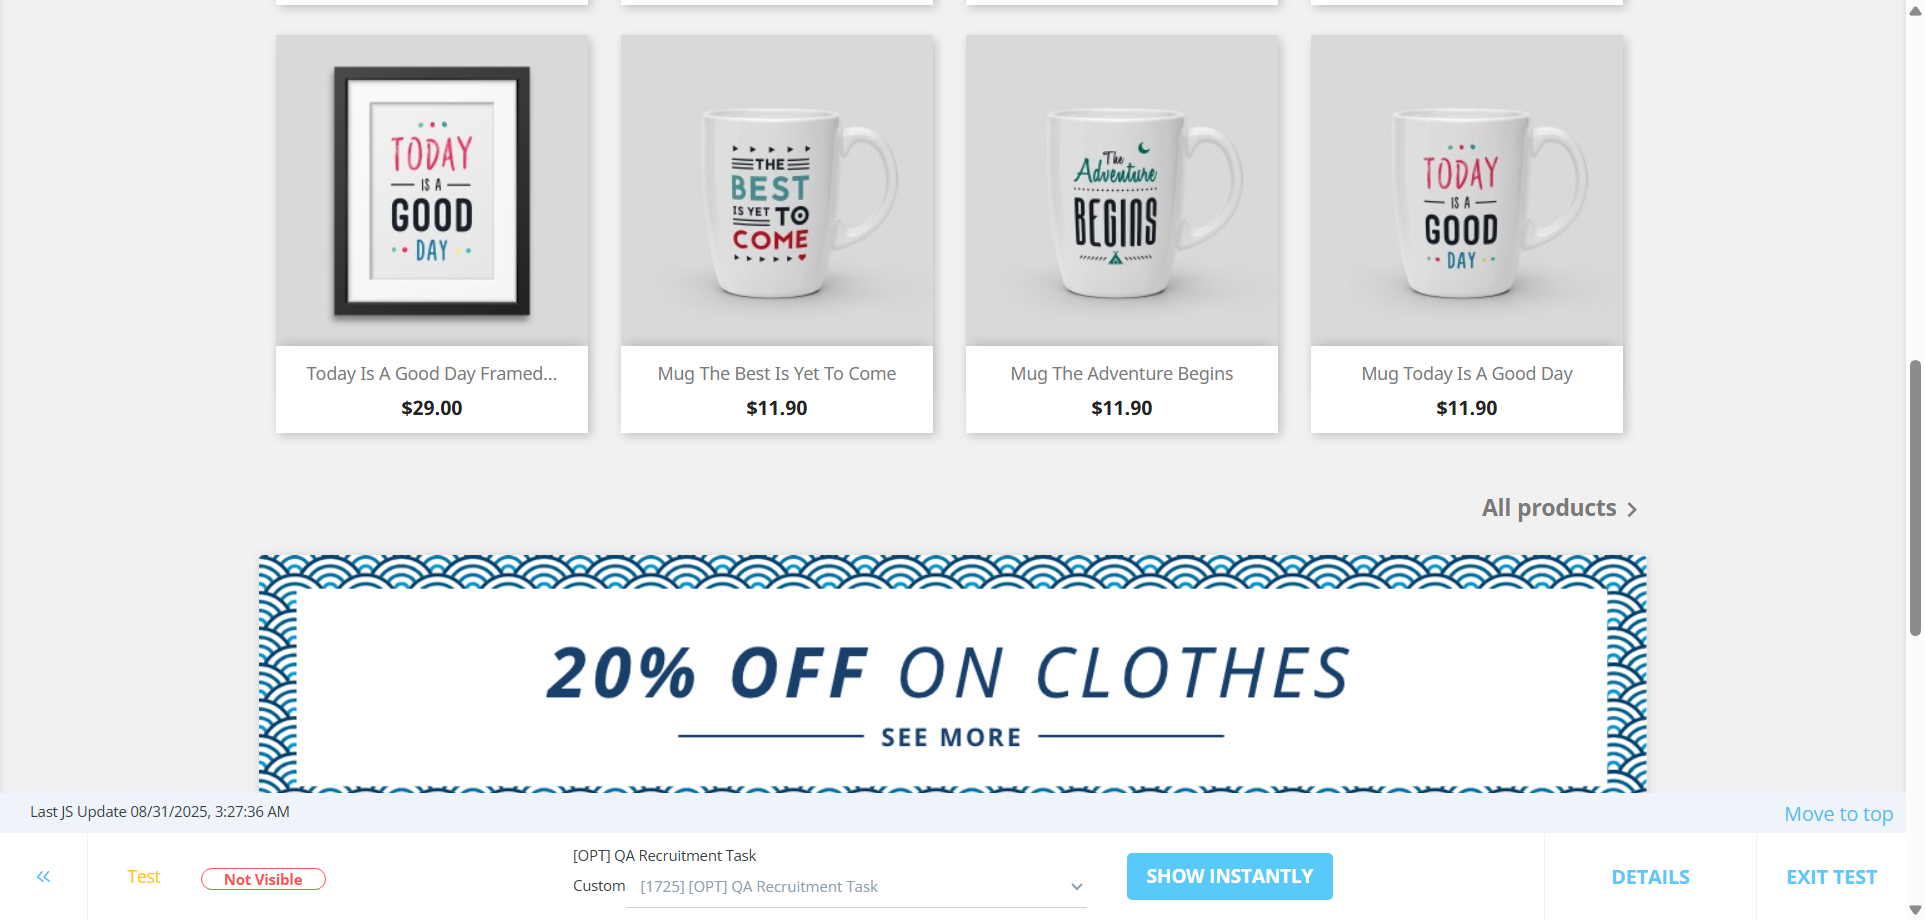 TODAY
IS A
GOOD
DAY
THE
BEST
IS YET TO
COME
The
Adventure
BEGINS
TODAY
IS A
GOOD
DAY
Today Is A Good Day Framed...
$29.00
Mug The Best Is Yet To Come
$11.90
Mug The Adventure Begins
$11.90
Mug Today Is A Good Day
$11.90
All products
20% OFF ON CLOTHES
SEE MORE
Last JS Update 08/31/2025, 3:27:36 AM
Move to top
Test
Not Visible
[OPT] QA Recruitment Task
Custom [1725] [OPT] QA Recruitment Task
SHOW INSTANTLY
DETAILS
EXIT TEST